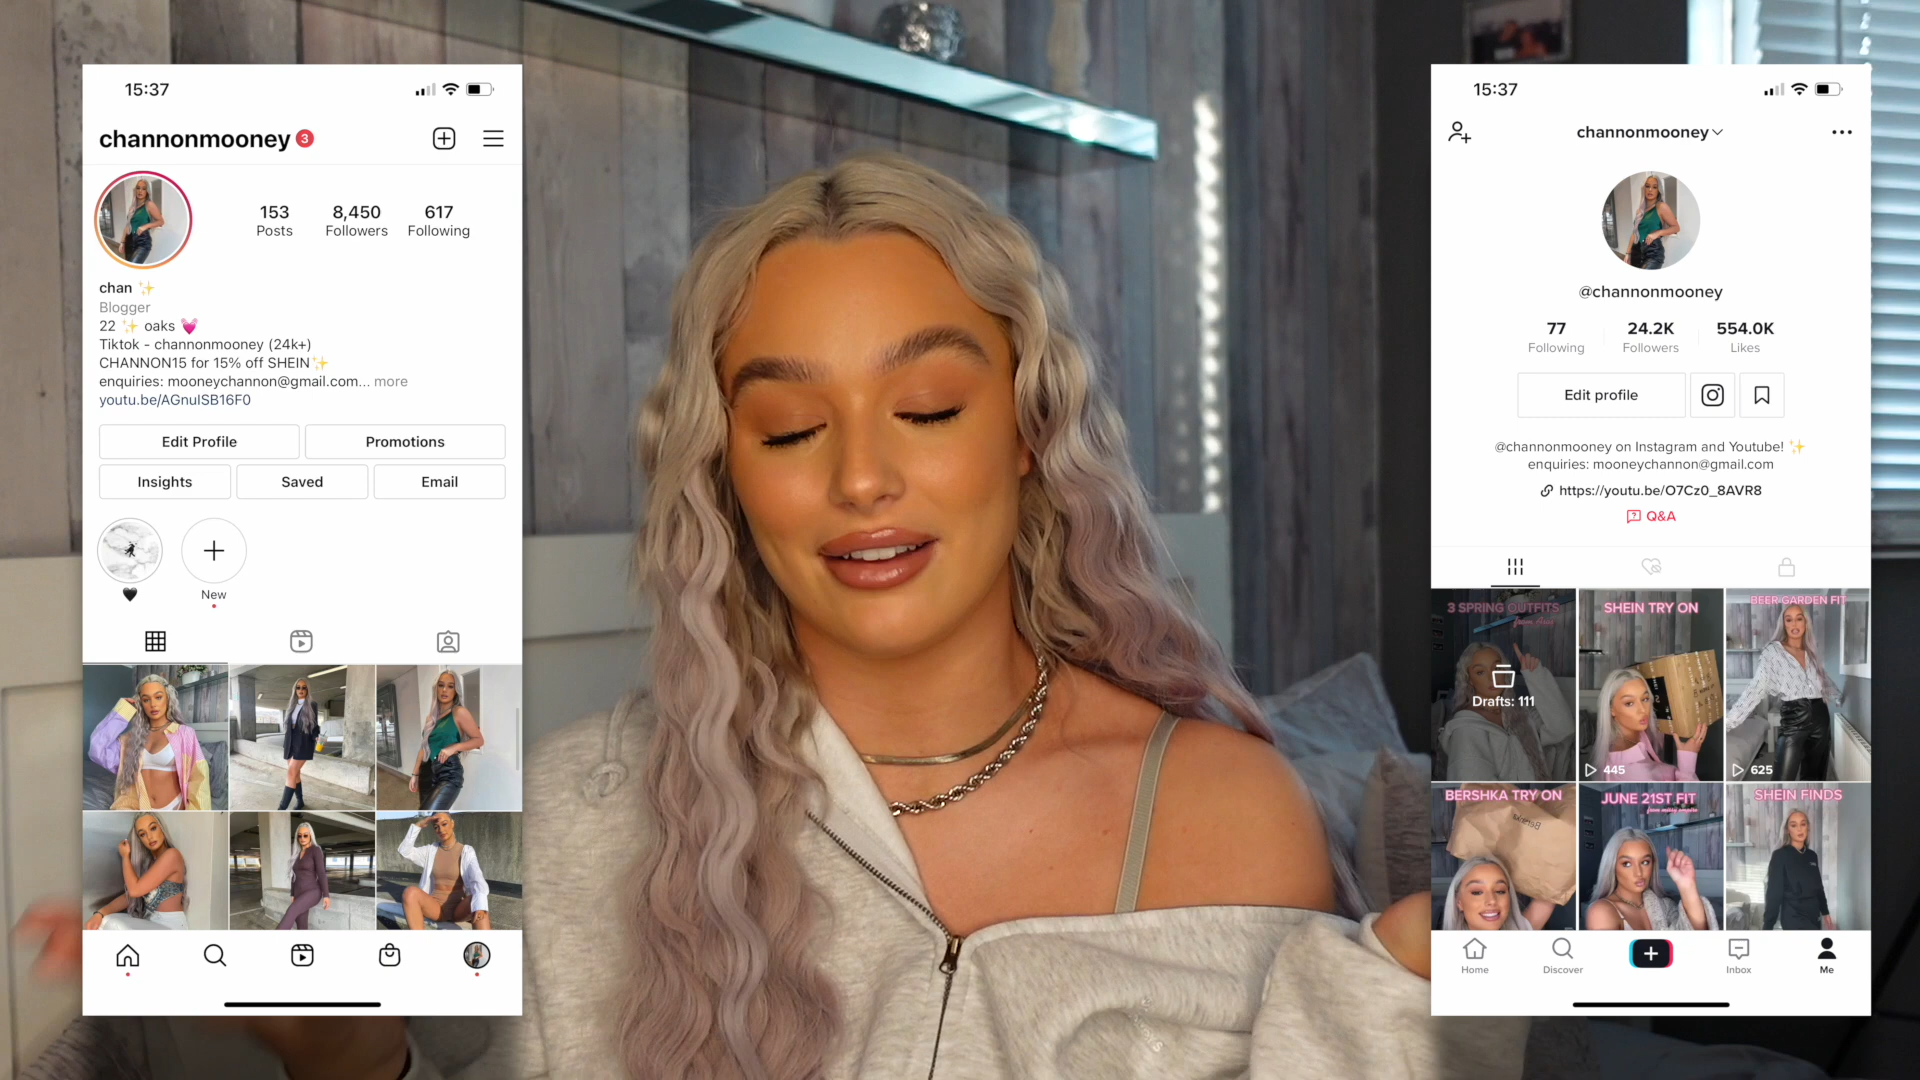 15:37
channonmooney 3
153 8,450 617
Posts Followers Following
chan ✨
Blogger
22 ✨ oaks 💓
Tiktok - channonmooney (24k+)
CHANNON15 for 15% off SHEIN✨
enquiries: mooneychannon@gmail.com... more
youtu.be/AGnulSB16F0
Edit Profile Promotions
Insights Saved Email
🖤 New
15:37
channonmooney
@channonmooney
77 24.2K 554.0K
Following Followers Likes
Edit profile
@channonmooney on Instagram and Youtube! ✨
enquiries: mooneychannon@gmail.com
https://youtu.be/O7Cz0_8AVR8
Q&A
3 SPRING OUTFITS
Drafts: 111
SHEIN TRY ON
445
BEER GARDEN FIT
625
BERSHKA TRY ON
JUNE 21ST FIT
SHEIN FINDS
Home Discover Inbox Me